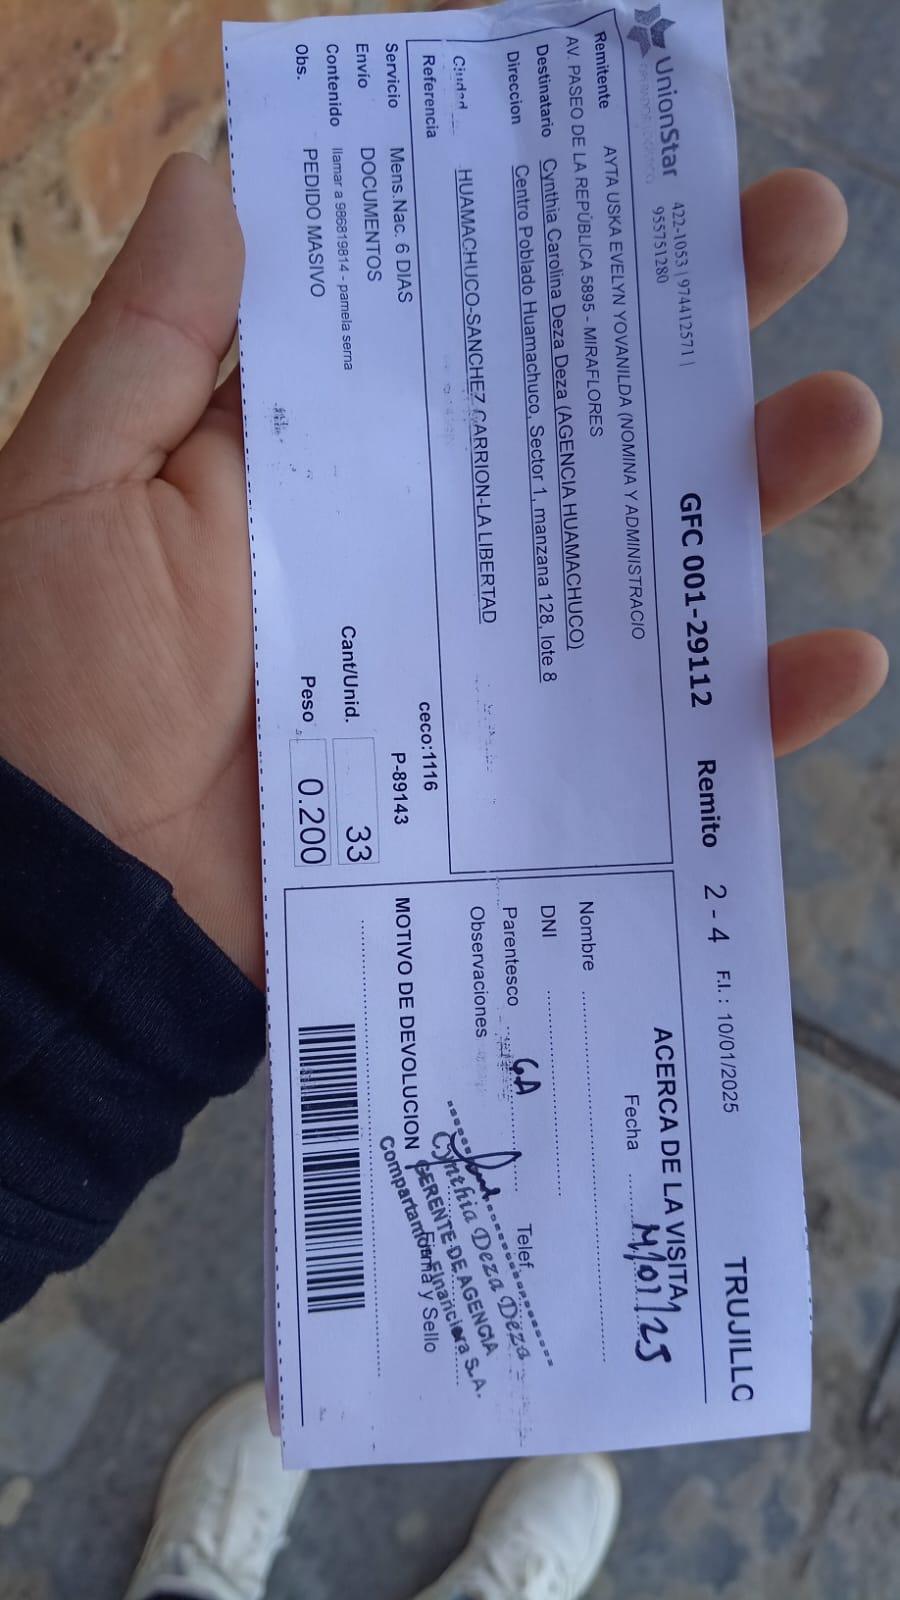 UnionStar 422-1053 | 974412571 |
955751280
GFC 001-29112 Remito 2 - 4 F.I. : 10/01/2025 TRUJILLO
Remitente AYTA USKA EVELYN YOVANILDA (NOMINA Y ADMINISTRACIO
AV. PASEO DE LA REPÚBLICA 5895 - MIRAFLORES
Destinatario Cynthia Carolina Deza Deza (AGENCIA HUAMACHUCO)
Direccion Centro Poblado Huamachuco, Sector 1, manzana 128, lote 8
Ciudad HUAMACHUCO-SANCHEZ CARRION-LA LIBERTAD
Referencia
ceco:1116
Servicio Mens.Nac. 6 DIAS P-89143
Envío DOCUMENTOS
Contenido llamar a 986819814 - pamela serna Cant/Unid. 33
Obs. PEDIDO MASIVO Peso 0.200
ACERCA DE LA VISITA
Fecha
Nombre
DNI
Parentesco GA Telef.
Observaciones
Cynthia Deza Deza
GERENTE DE AGENCIA
Compartamos Financiera S.A.
Firma y Sello
MOTIVO DE DEVOLUCION